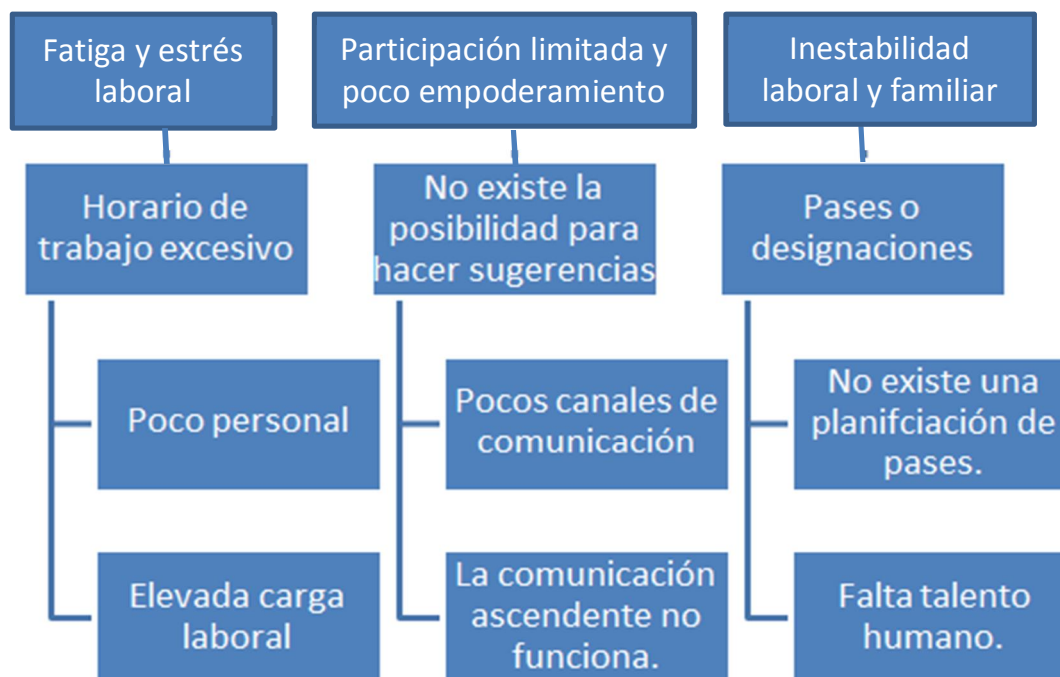 Fatiga y estrés
laboral
Participación limitada y
poco empoderamiento
Inestabilidad
laboral y familiar
Horario de
trabajo excesivo
No existe la
posibilidad para
hacer sugerencias
Pases o
designaciones
Poco personal
Pocos canales de
comunicación
No existe una
planifciación de
pases.
Elevada carga
laboral
La comunicación
ascendente no
funciona.
Falta talento
humano.